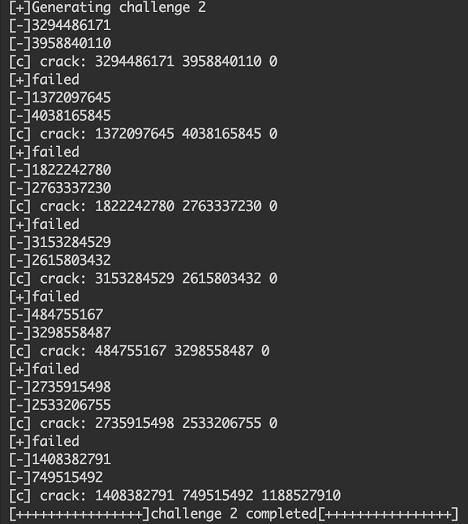 [+]Generating challenge 2
[-]3294486171
[-]3958840110
[c] crack: 3294486171 3958840110 0
[+]failed
[-]1372097645
[-]4038165845
[c] crack: 1372097645 4038165845 0
[+]failed
[-]1822242780
[-]2763337230
[c] crack: 1822242780 2763337230 0
[+]failed
[-]3153284529
[-]2615803432
[c] crack: 3153284529 2615803432 0
[+]failed
[-]484755167
[-]3298558487
[c] crack: 484755167 3298558487 0
[+]failed
[-]2735915498
[-]2533206755
[c] crack: 2735915498 2533206755 0
[+]failed
[-]1408382791
[-]749515492
[c] crack: 1408382791 749515492 1188527910
[++++++++++++++++]challenge 2 completed[++++++++++++++++]